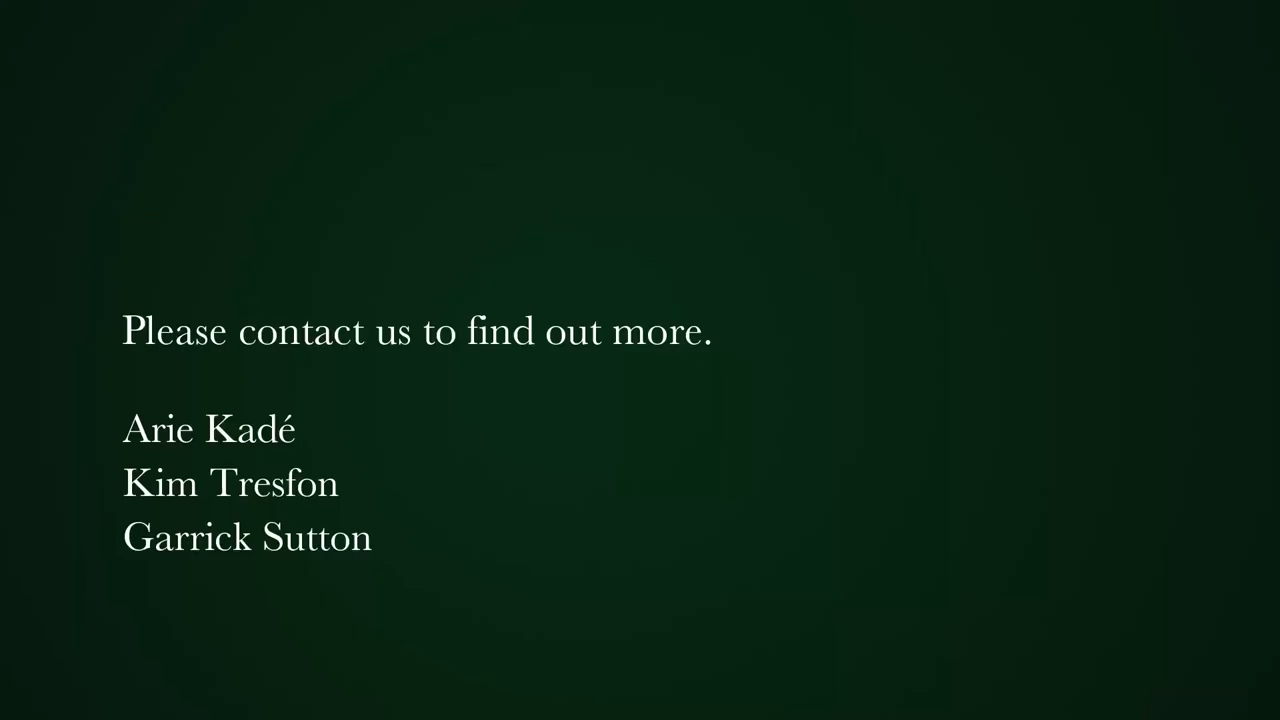 Please contact us to find out more.
Arie Kadé
Kim Tresfon
Garrick Sutton